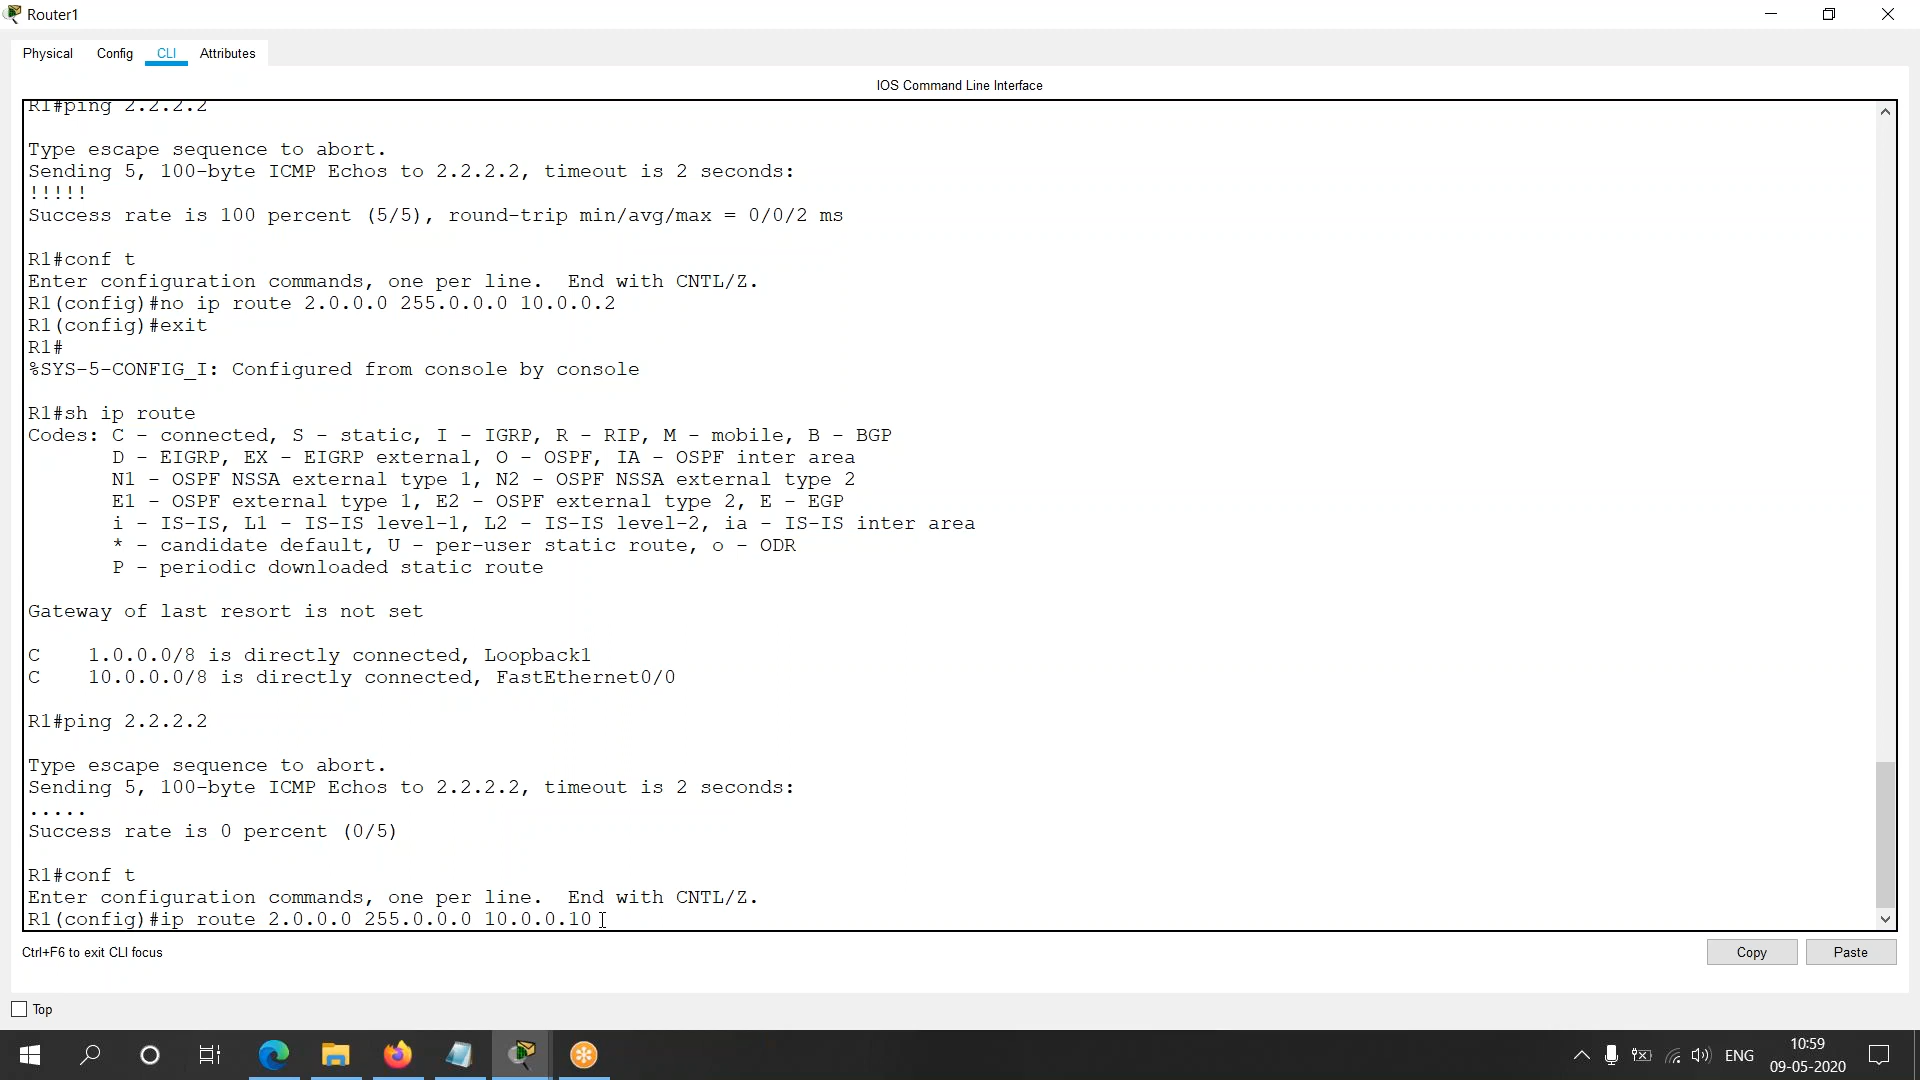 Router1
Physical Config CLI Attributes
IOS Command Line Interface
R1#ping 2.2.2.2
Type escape sequence to abort.
Sending 5, 100-byte ICMP Echos to 2.2.2.2, timeout is 2 seconds:
!!!!!
Success rate is 100 percent (5/5), round-trip min/avg/max = 0/0/2 ms
R1#conf t
Enter configuration commands, one per line.  End with CNTL/Z.
R1(config)#no ip route 2.0.0.0 255.0.0.0 10.0.0.2
R1(config)#exit
R1#
%SYS-5-CONFIG_I: Configured from console by console
R1#sh ip route
Codes: C - connected, S - static, I - IGRP, R - RIP, M - mobile, B - BGP
D - EIGRP, EX - EIGRP external, O - OSPF, IA - OSPF inter area
N1 - OSPF NSSA external type 1, N2 - OSPF NSSA external type 2
E1 - OSPF external type 1, E2 - OSPF external type 2, E - EGP
i - IS-IS, L1 - IS-IS level-1, L2 - IS-IS level-2, ia - IS-IS inter area
* - candidate default, U - per-user static route, o - ODR
P - periodic downloaded static route
Gateway of last resort is not set
C    1.0.0.0/8 is directly connected, Loopback1
C    10.0.0.0/8 is directly connected, FastEthernet0/0
R1#ping 2.2.2.2
Type escape sequence to abort.
Sending 5, 100-byte ICMP Echos to 2.2.2.2, timeout is 2 seconds:
.....
Success rate is 0 percent (0/5)
R1#conf t
Enter configuration commands, one per line.  End with CNTL/Z.
R1(config)#ip route 2.0.0.0 255.0.0.0 10.0.0.10
Ctrl+F6 to exit CLI focus
Copy Paste
Top
ENG
10:59
09-05-2020